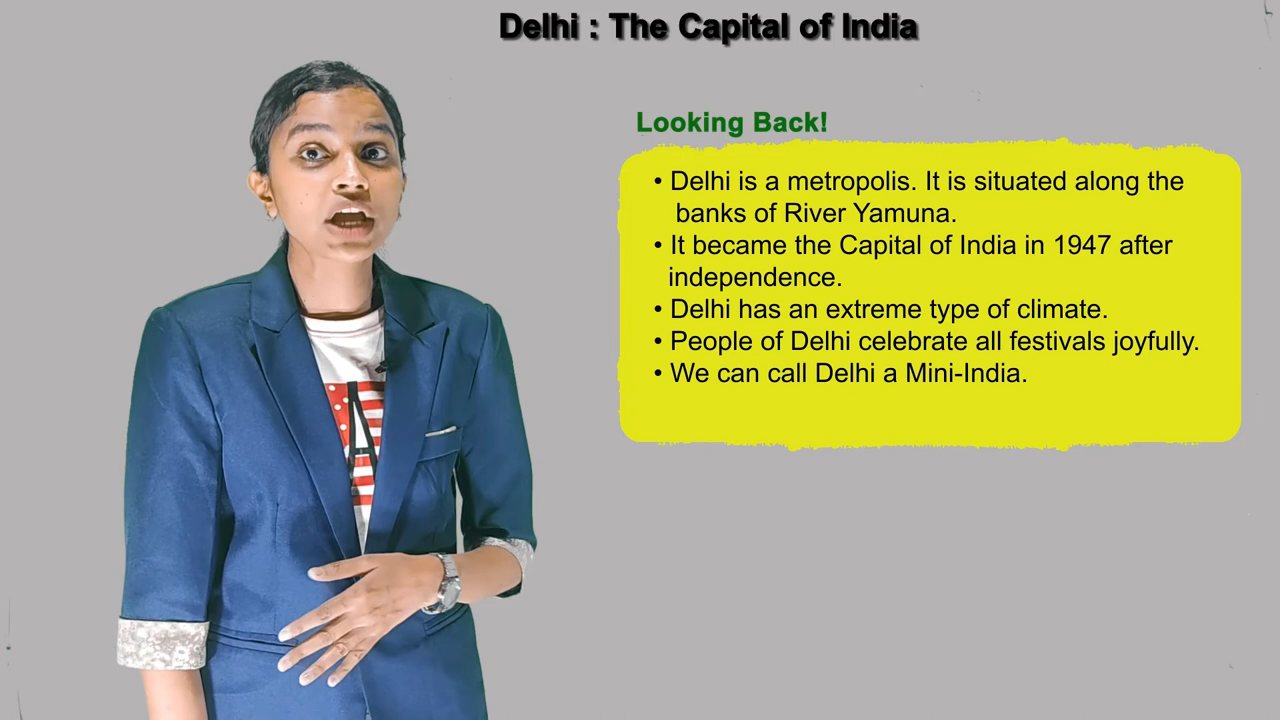 Delhi : The Capital of India
Looking Back!
• Delhi is a metropolis. It is situated along the
banks of River Yamuna.
• It became the Capital of India in 1947 after
independence.
• Delhi has an extreme type of climate.
• People of Delhi celebrate all festivals joyfully.
• We can call Delhi a Mini-India.
A